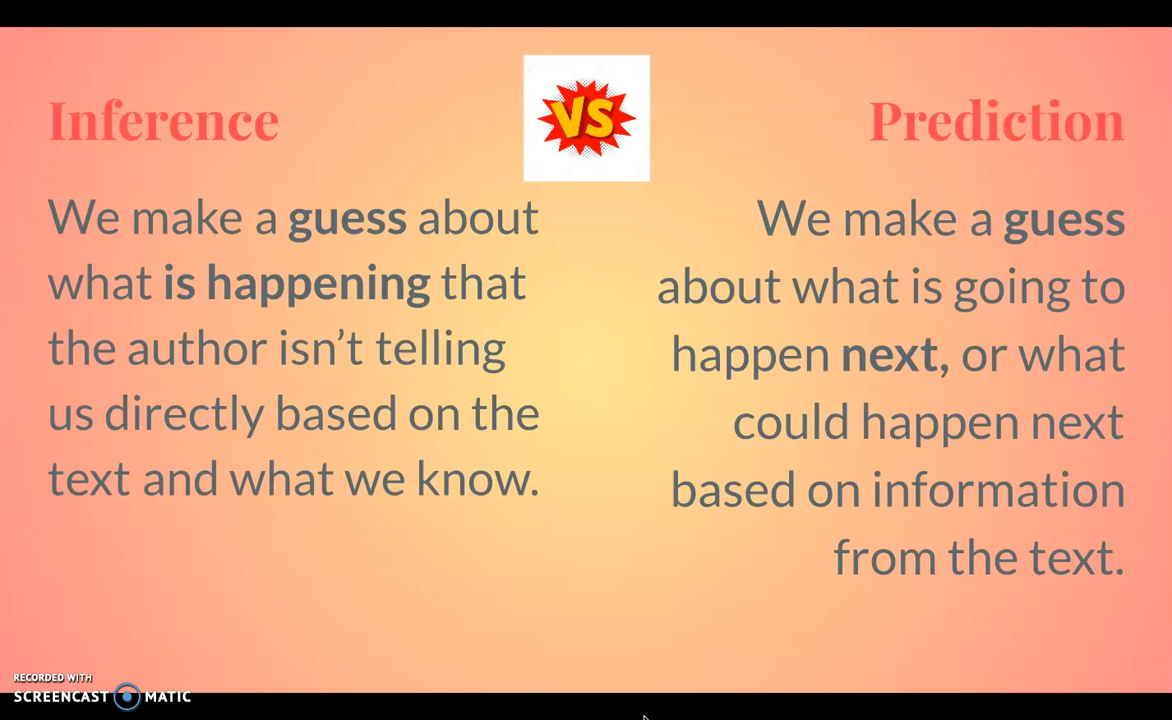 Inference
VS
Prediction
We make a guess about
what is happening that
the author isn’t telling
us directly based on the
text and what we know.
We make a guess
about what is going to
happen next, or what
could happen next
based on information
from the text.
RECORDED WITH
SCREENCAST MATIC